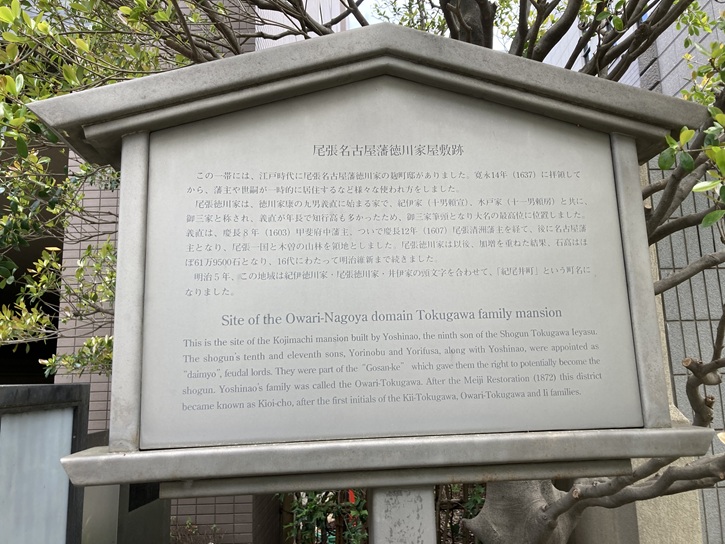 尾張名古屋藩徳川家屋敷跡
この一帯には、江戸時代に尾張名古屋藩徳川家の麹町邸がありました。寛永14年（1637）に拝領して
から、藩主や世嗣が一時的に居住するなど様々な使われ方をしました。
尾張徳川家は、徳川家康の九男義直に始まる家で、紀伊家（十男頼宣）、水戸家（十一男頼房）と共に、
御三家と称され、義直が年長で知行高も多かったため、御三家筆頭となり大名の最高位に位置しました。
義直は、慶長8年（1603）甲斐府中藩主、ついで慶長12年（1607）尾張清洲藩主を経て、後に名古屋藩
主となり、尾張一国と木曽の山林を領地としました。尾張徳川家は以後、加増を重ねた結果、石高はほ
ぼ61万9500石となり、16代にわたって明治維新まで続きました。
明治5年、この地域は紀伊徳川家・尾張徳川家・井伊家の頭文字を合わせて、「紀尾井町」という町名に
なりました。
Site of the Owari-Nagoya domain Tokugawa family mansion
This is the site of the Kojimachi mansion built by Yoshinao, the ninth son of the Shogun Tokugawa Ieyasu.
The shogun's tenth and eleventh sons, Yorinobu and Yorifusa, along with Yoshinao, were appointed as
"daimyo", feudal lords. They were part of the "Gosan-ke" which gave them the right to potentially become the
shogun. Yoshinao's family was called the Owari-Tokugawa. After the Meiji Restoration (1872) this district
became known as Kioi-cho, after the first initials of the Kii-Tokugawa, Owari-Tokugawa and Ii families.